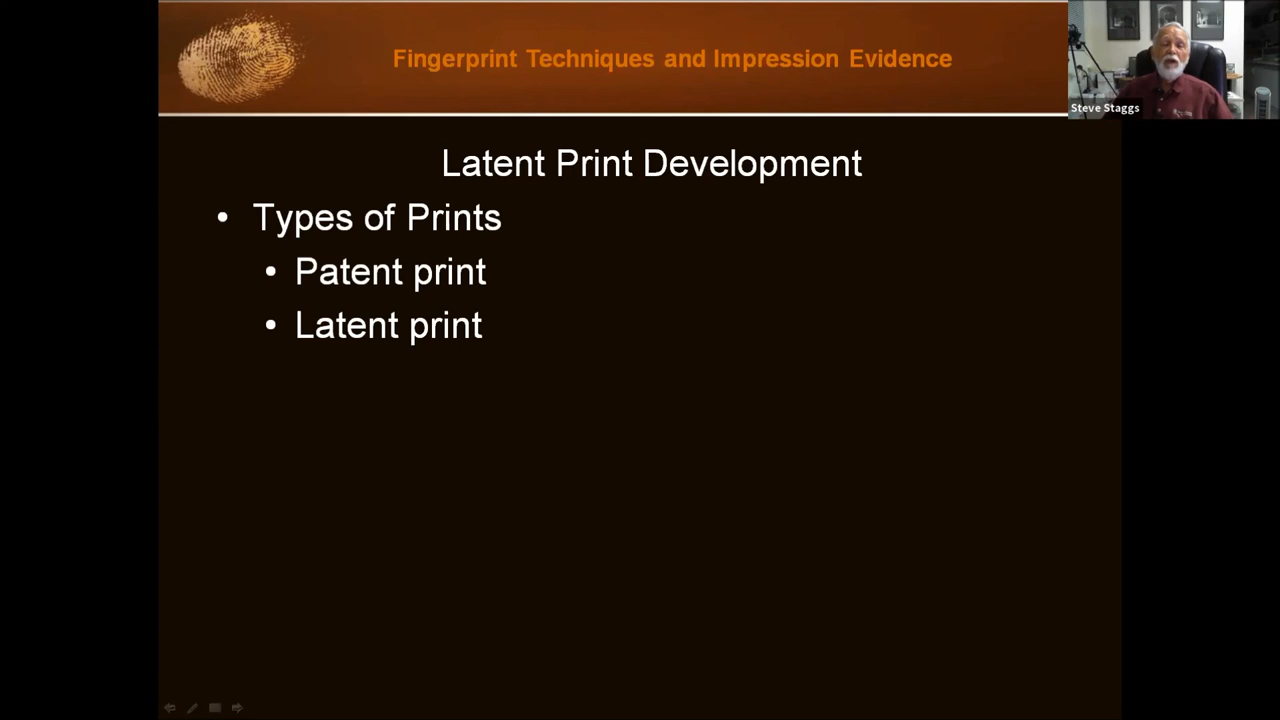 Fingerprint Techniques and Impression Evidence
Steve Staggs
Latent Print Development
• Types of Prints
• Patent print
• Latent print